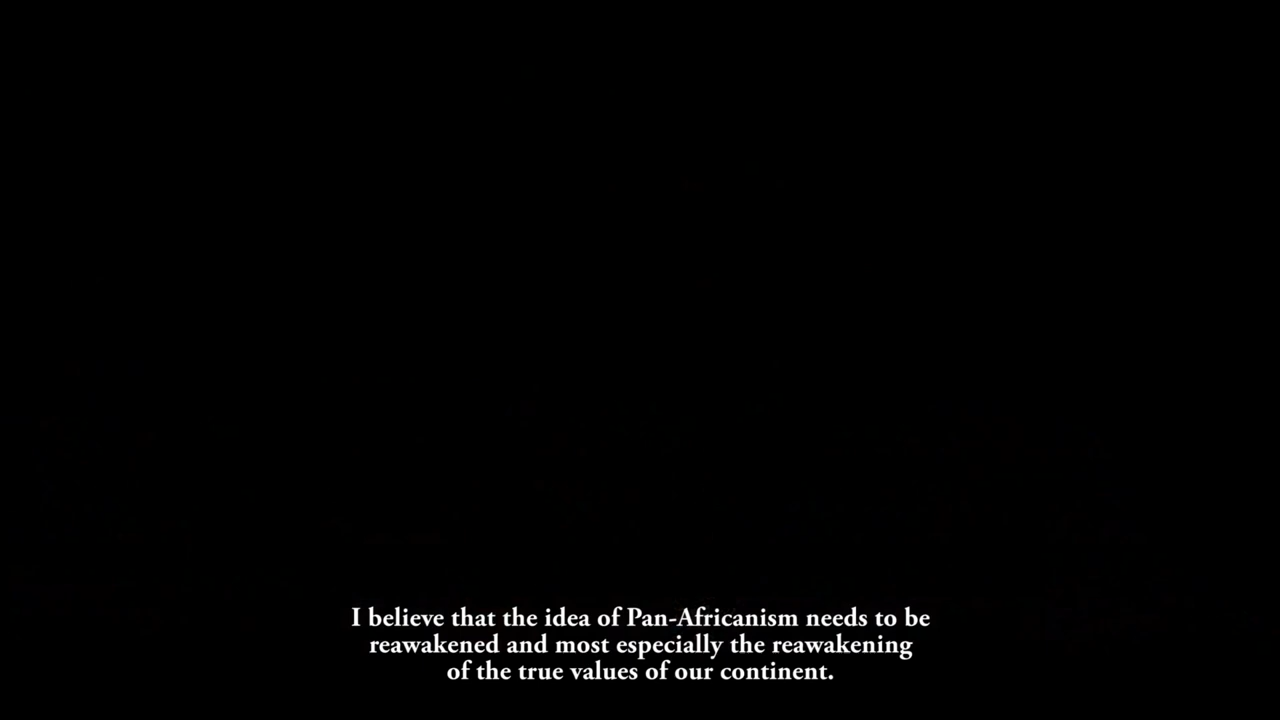 I believe that the idea of Pan-Africanism needs to be
reawakened and most especially the reawakening
of the true values of our continent.